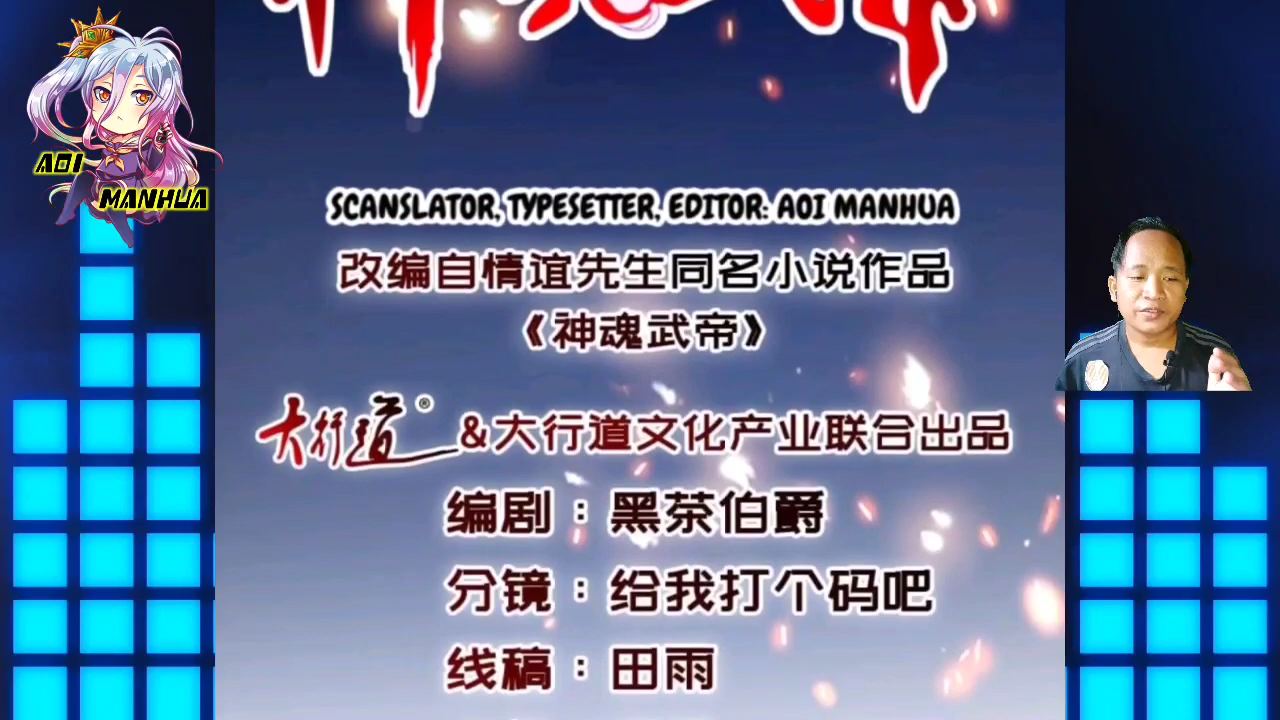 AOI
MANHUA
SCANSLATOR, TYPESETTER, EDITOR: AOI MANHUA
改编自情谊先生同名小说作品
《神魂武帝》
大行道®&大行道文化产业联合出品
编剧：黑茶伯爵
分镜：给我打个码吧
线稿：田雨